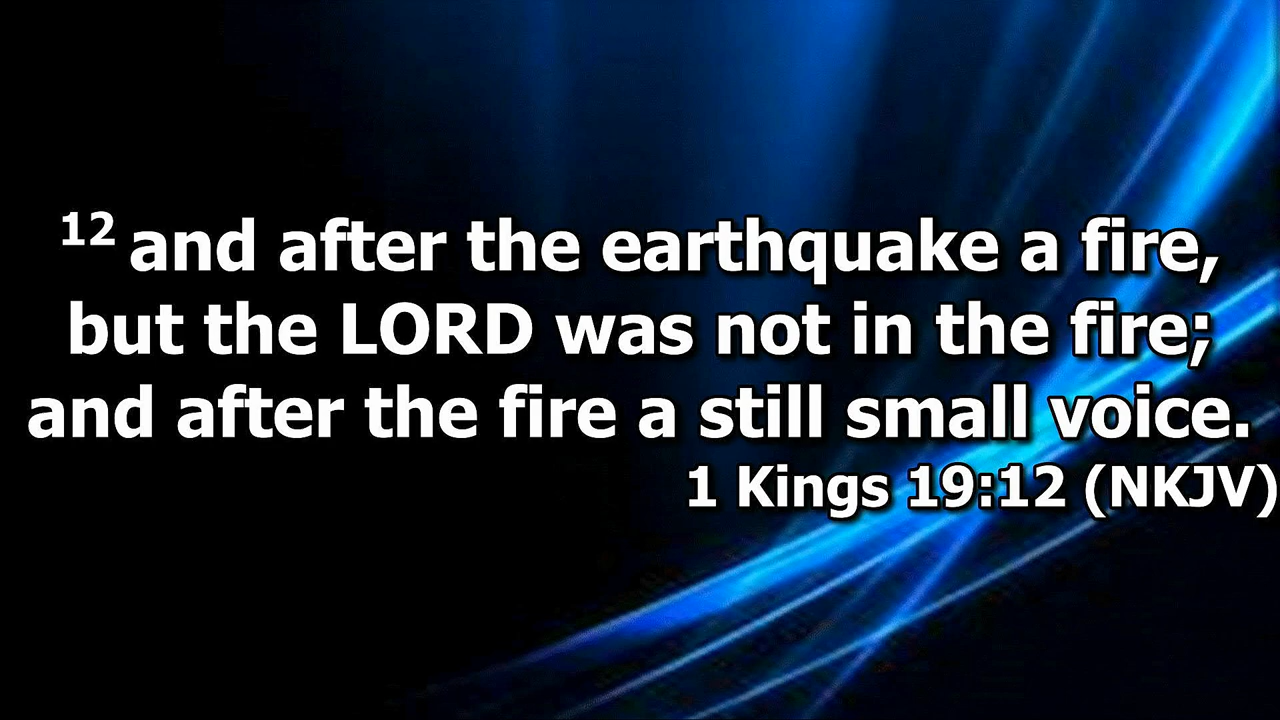 12 and after the earthquake a fire,
but the LORD was not in the fire;
and after the fire a still small voice.
1 Kings 19:12 (NKJV)